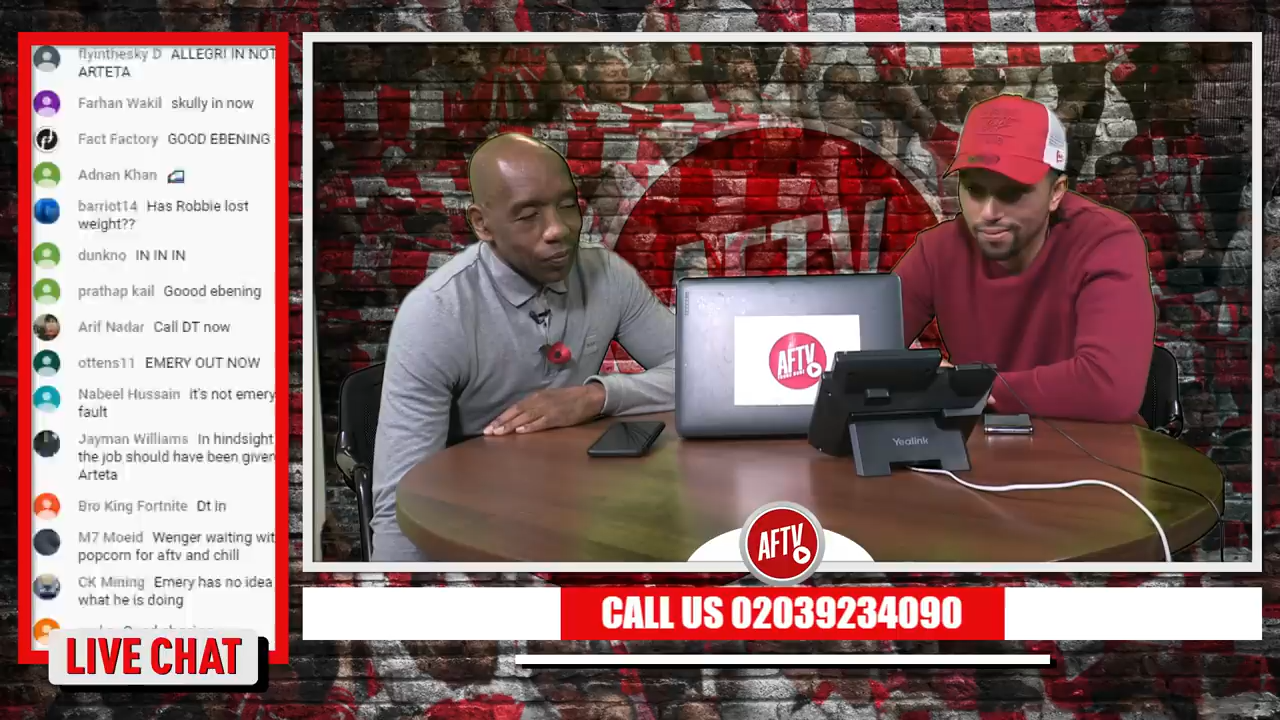 flyinthesky D ALLEGRI IN NOT
ARTETA
Farhan Wakil skully in now
Fact Factory GOOD EBENING
Adnan Khan
barriot14 Has Robbie lost
weight??
dunkno IN IN IN
prathap kail Goood ebening
Arif Nadar Call DT now
ottens11 EMERY OUT NOW
Nabeel Hussain it's not emery
fault
Jayman Williams In hindsight
the job should have been given
Arteta
Bro King Fortnite Dt In
M7 Moeid Wenger waiting wit
popcorn for aftv and chill
CK Mining Emery has no idea
what he is doing
LIVE CHAT
AFTV
AFTV
Yealink
AFTV
CALL US 02039234090